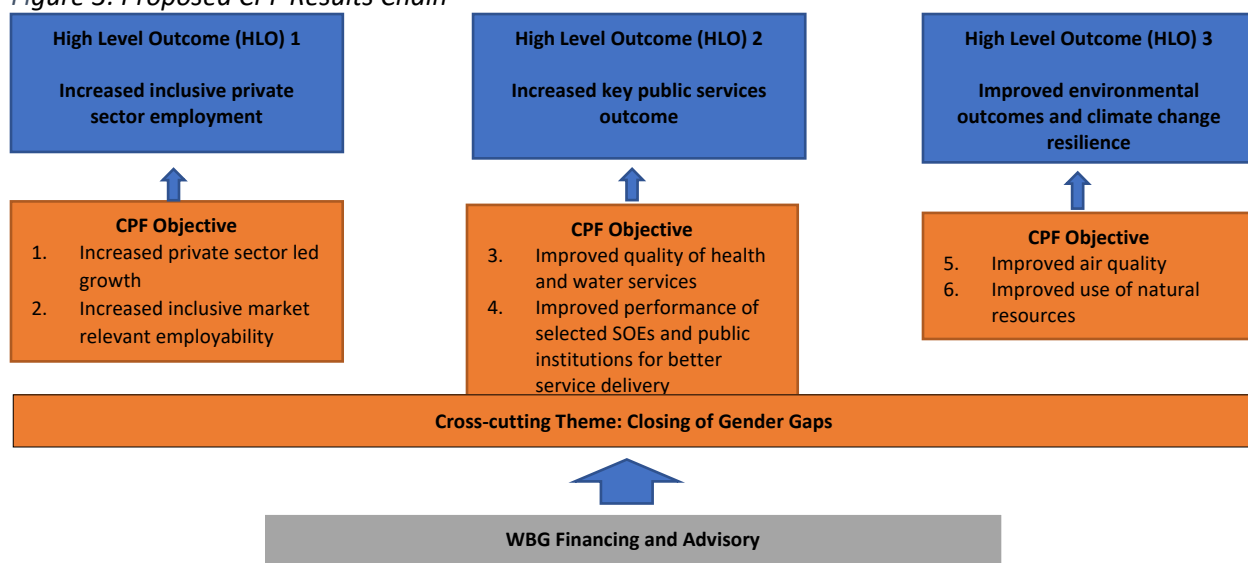 Figure 3: Proposed CPF Results Chain
High Level Outcome (HLO) 1
Increased inclusive private
sector employment
High Level Outcome (HLO) 2
Increased key public services
outcome
High Level Outcome (HLO) 3
Improved environmental
outcomes and climate change
resilience
CPF Objective
1. Increased private sector led
growth
2. Increased inclusive market
relevant employability
CPF Objective
3. Improved quality of health
and water services
4. Improved performance of
selected SOEs and public
institutions for better
service delivery
CPF Objective
5. Improved air quality
6. Improved use of natural
resources
Cross-cutting Theme: Closing of Gender Gaps
WBG Financing and Advisory